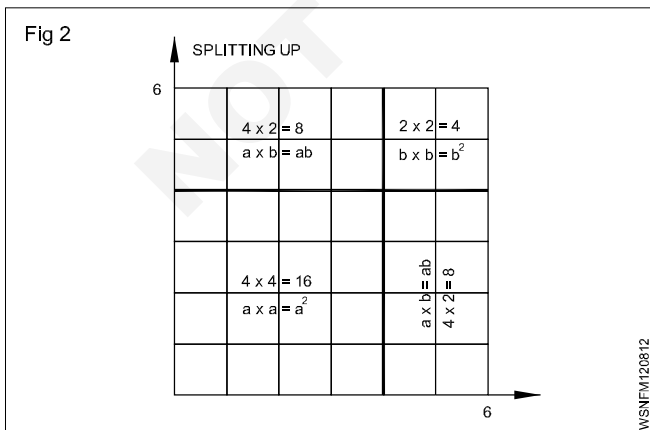 Fig 2
SPLITTING UP
6
4 x 2 = 8
a x b = ab
2 x 2 = 4
b x b = b²
4 x 4 = 16
a x a = a²
a x b = ab
4 x 2 = 8
6
WSNFM120812
NOT